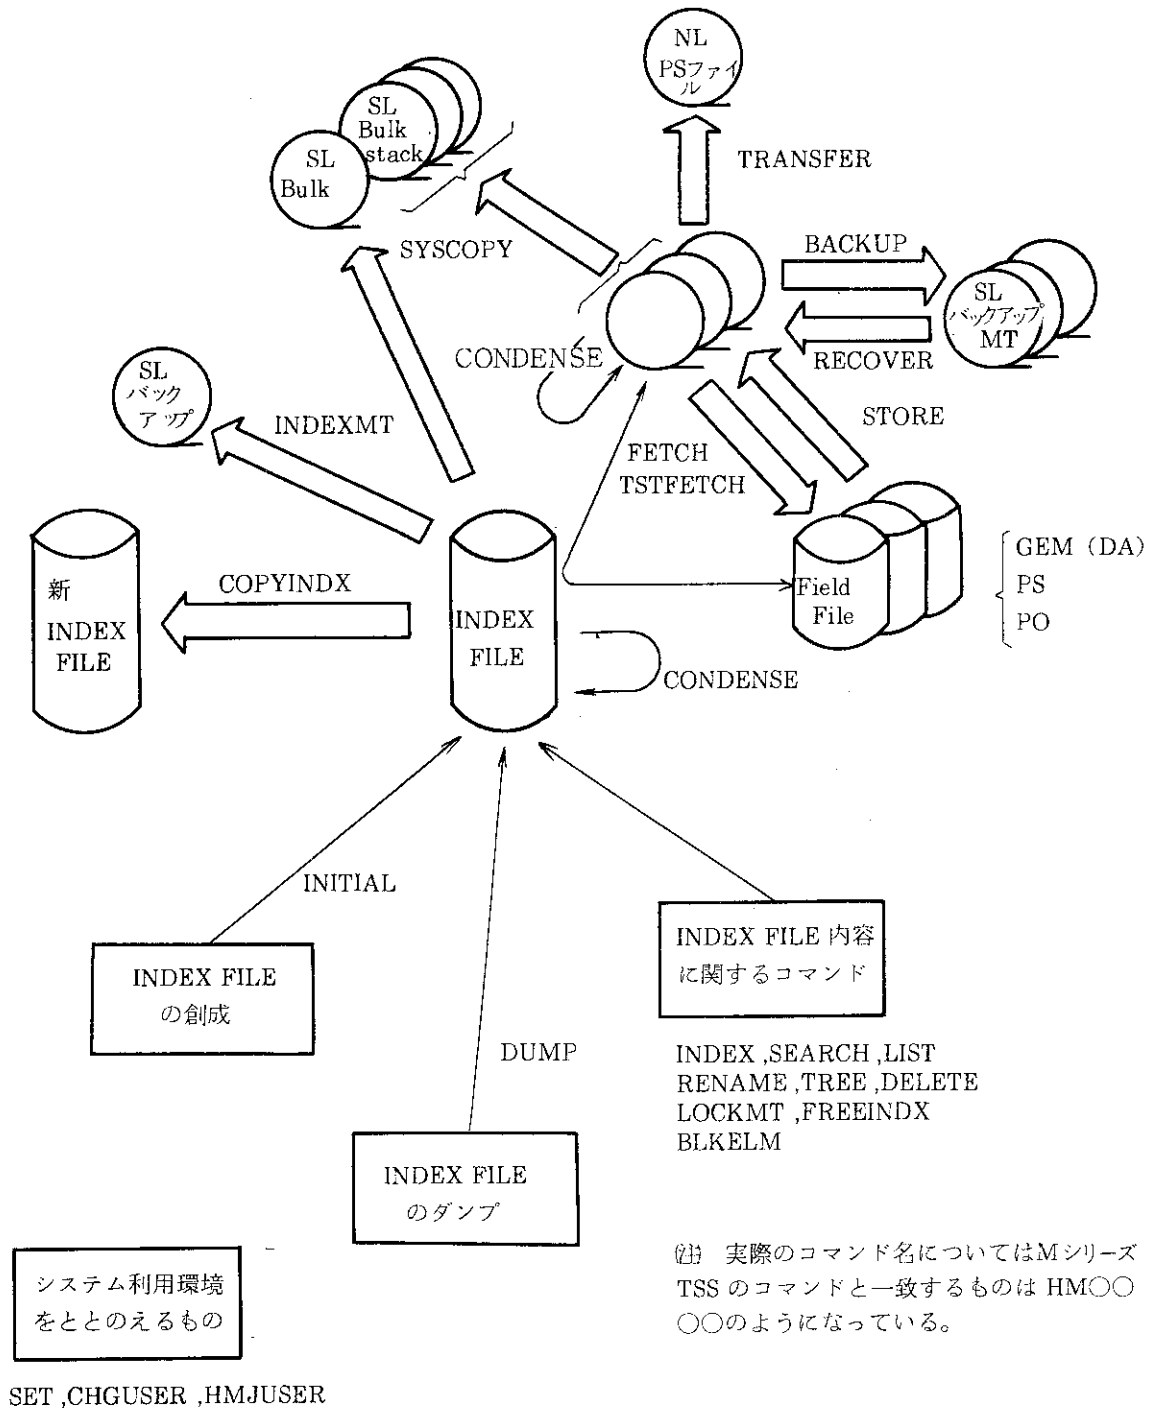 NL
PSファイ
ル
SL
Bulk
stack
SL
Bulk
TRANSFER
SYSCOPY
BACKUP
SL
バックアップ
MT
RECOVER
CONDENSE
SL
バック
アップ
INDEXMT
STORE
FETCH
TSTFETCH
新
INDEX
FILE
COPYINDX
INDEX
FILE
Field
File
GEM (DA)
PS
PO
CONDENSE
INITIAL
INDEX FILE
の創成
INDEX FILE 内容
に関するコマンド
DUMP
INDEX ,SEARCH ,LIST
RENAME ,TREE ,DELETE
LOCKMT ,FREEINDX
BLKELM
INDEX FILE
のダンプ
システム利用環境
をととのえるもの
SET ,CHGUSER ,HMJUSER
(注) 実際のコマンド名についてはMシリーズ
TSS のコマンドと一致するものは HM○○
○○のようになっている。